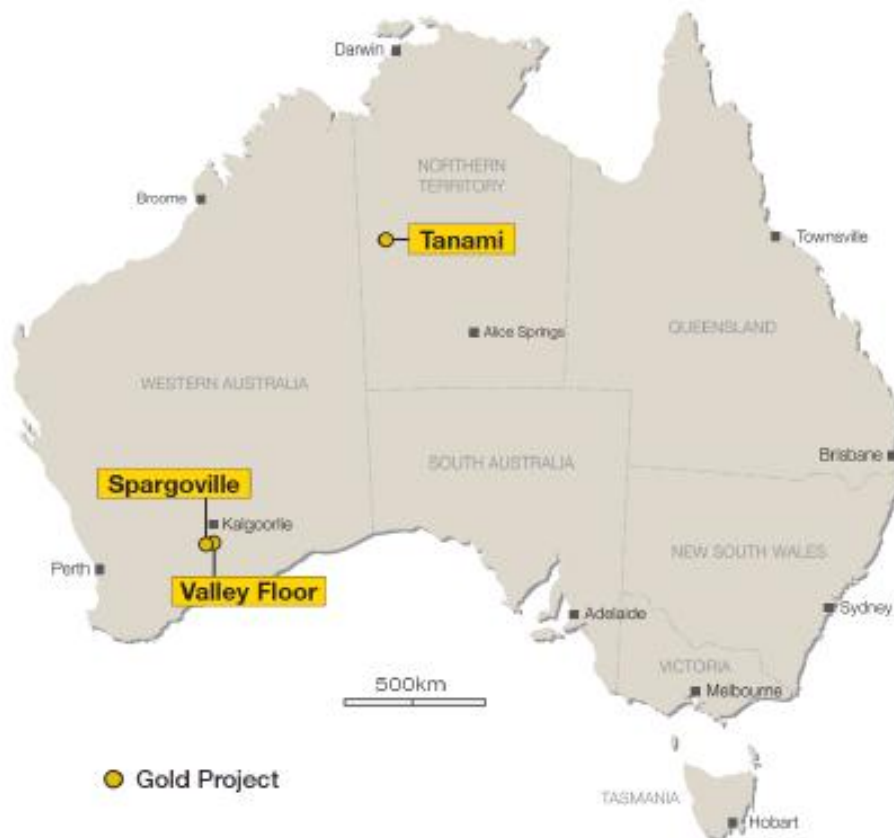 Darwin
NORTHERN
TERRITORY
Broome
Tanami
Townsville
Alice Springs
QUEENSLAND
WESTERN AUSTRALIA
Brisbane
SOUTH AUSTRALIA
Spargoville
Kalgoorlie
NEW SOUTH WALES
Perth
Valley Floor
Sydney
Adelaide
VICTORIA
500km
Melbourne
Gold Project
TASMANIA
Hobart